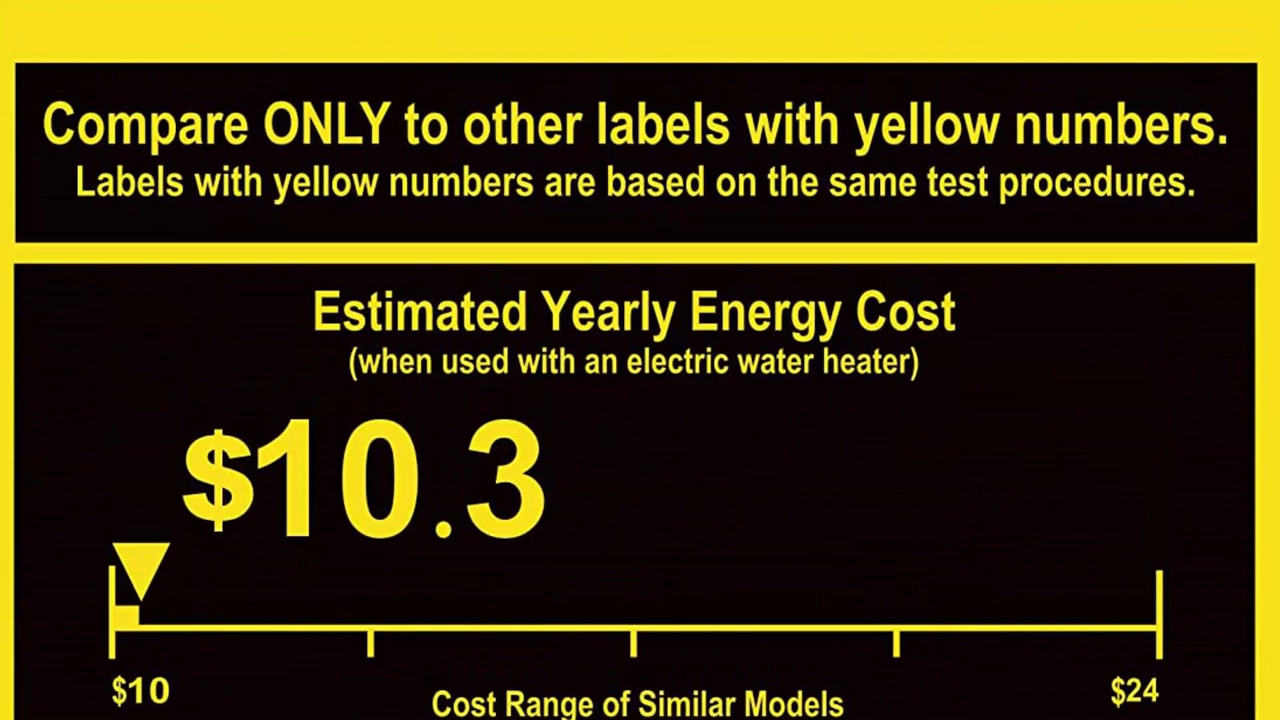 Compare ONLY to other labels with yellow numbers.
Labels with yellow numbers are based on the same test procedures.
Estimated Yearly Energy Cost
(when used with an electric water heater)
$10.3
$10
$24
Cost Range of Similar Models